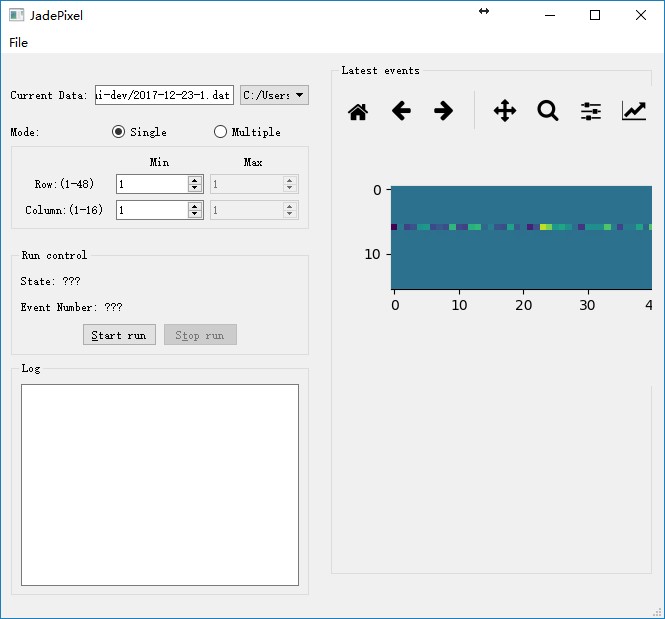 JadePixel
File
Current Data: ui-dev/2017-12-23-1.dat C:/Users
Mode: Single Multiple
Min Max
Row:(1-48) 1 1
Column:(1-16) 1 1
Run control
State: ???
Event Number: ???
Start run Stop run
Log
Latest events
0
10
0 10 20 30 4